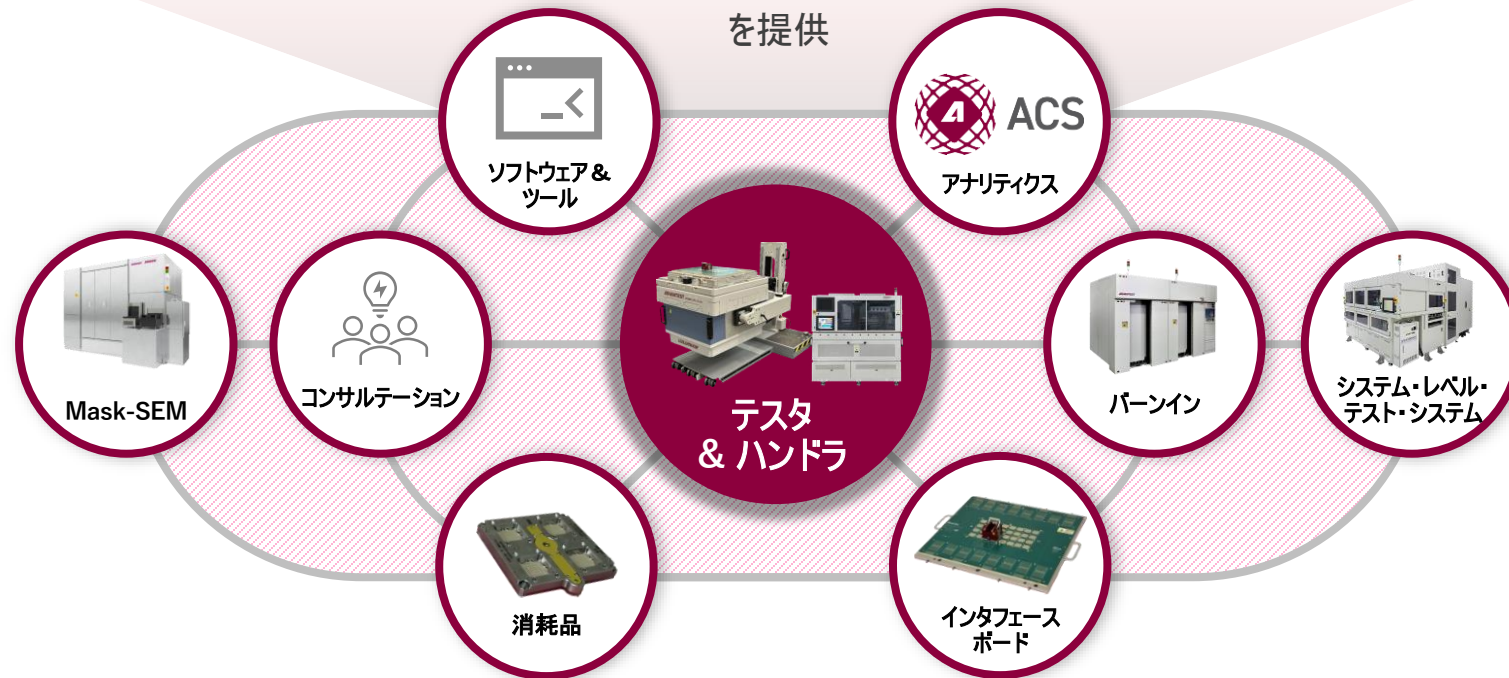 を提供
ソフトウェア&
ツール
ACS
アナリティクス
Mask-SEM
コンサルテーション
テスタ
& ハンドラ
バーンイン
システム・レベル・
テスト・システム
消耗品
インタフェース
ボード